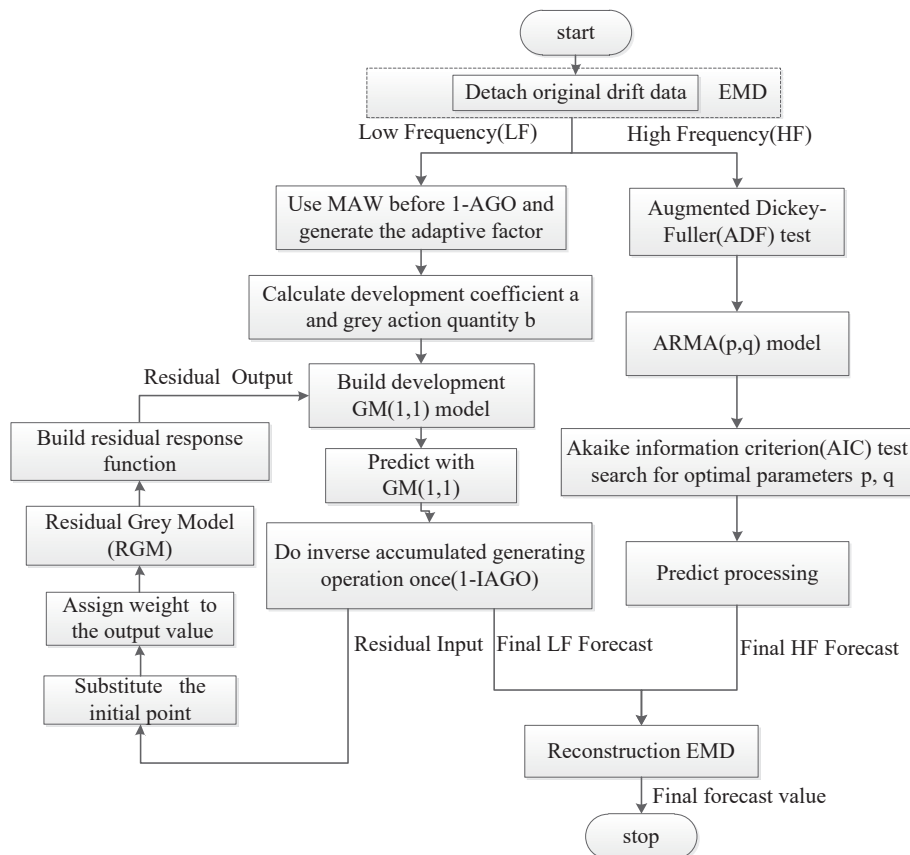 start
Detach original drift data
EMD
Low Frequency(LF)
High Frequency(HF)
Use MAW before 1-AGO and
generate the adaptive factor
Augmented Dickey-
Fuller(ADF) test
Calculate development coefficient a
and grey action quantity b
ARMA(p,q) model
Residual Output
Build development
GM(1,1) model
Build residual response
function
Akaike information criterion(AIC) test
search for optimal parameters p, q
Predict with
GM(1,1)
Residual Grey Model
(RGM)
Do inverse accumulated generating
operation once(1-IAGO)
Predict processing
Assign weight to
the output value
Residual Input
Final LF Forecast
Final HF Forecast
Substitute the
initial point
Reconstruction EMD
Final forecast value
stop